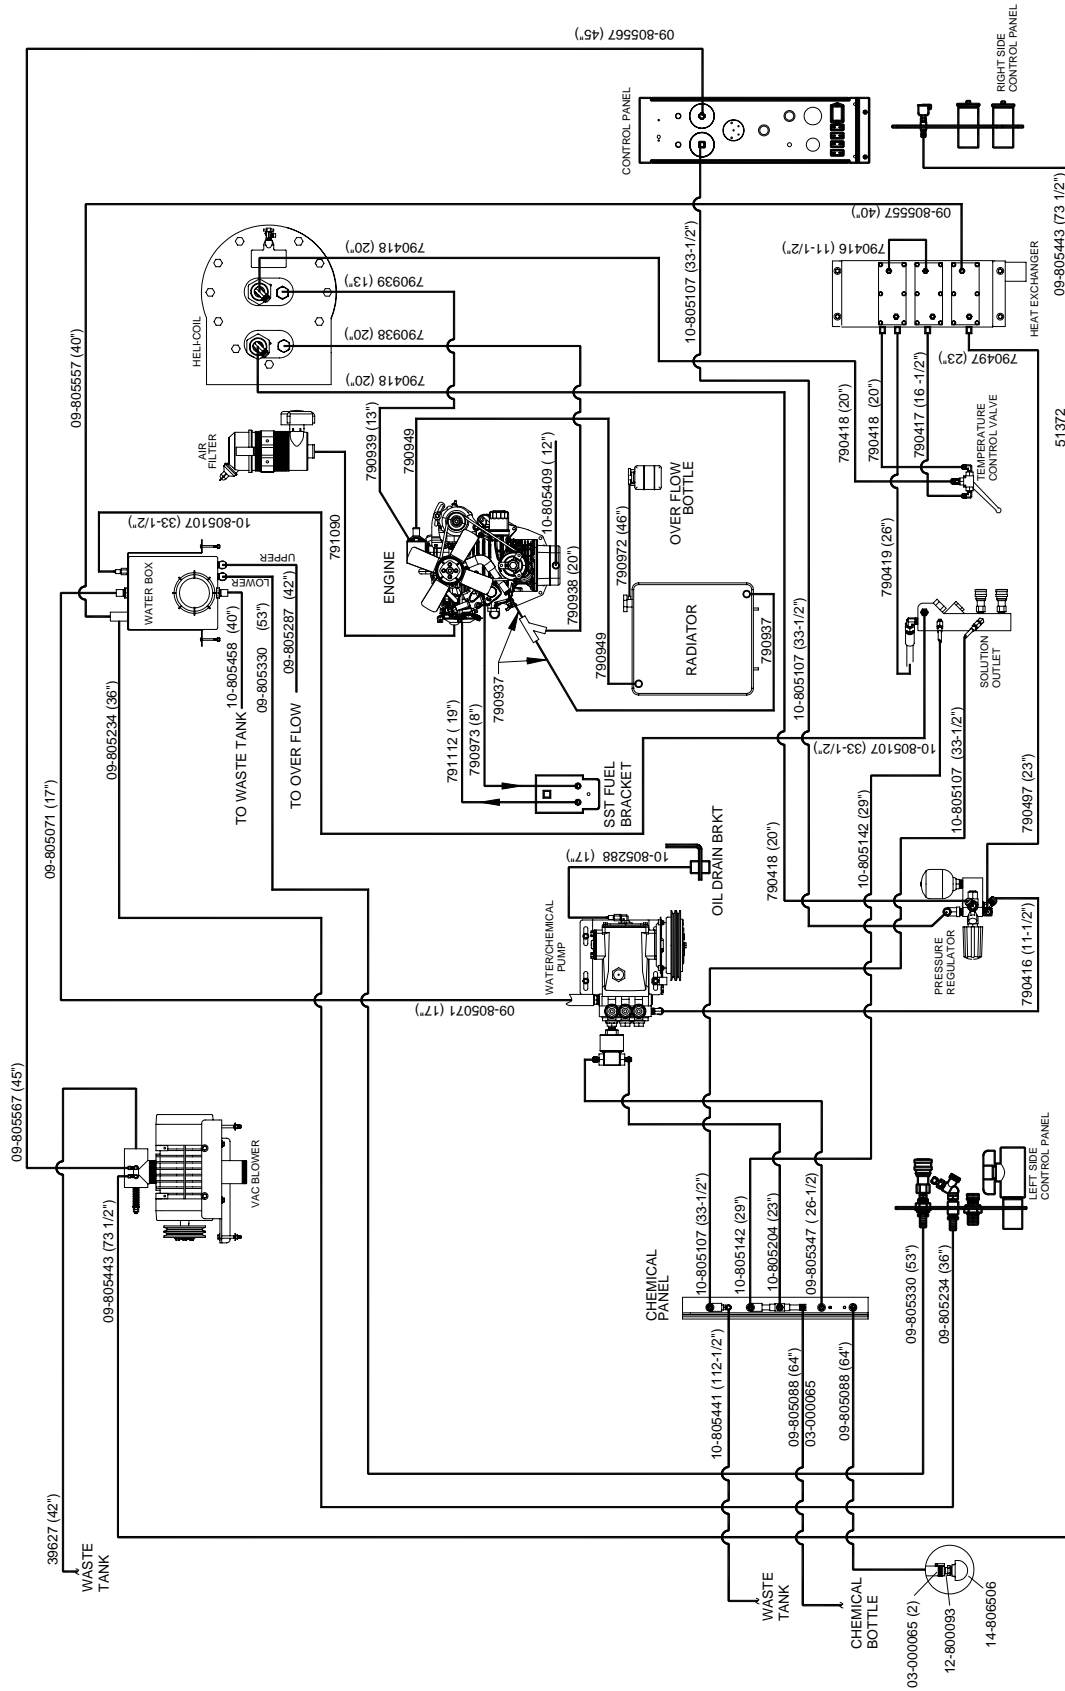 09-805567 (45")
CONTROL PANEL
RIGHT SIDE
CONTROL PANEL
09-805443 (73 1/2")
09-805557 (40")
790418 (20")
790939 (13")
790938 (20")
790418 (20")
HELI-COIL
10-805107 (33-1/2")
09-805557 (40")
790416 (11-1/2")
HEAT EXCHANGER
790497 (23")
51372
AIR
FILTER
790939 (13")
790949
790418 (20")
790418 (20")
790417 (16 -1/2")
TEMPERATURE
CONTROL VALVE
10-805107 (33-1/2")
791090
ENGINE
10-805409 ( 12")
OVER FLOW
BOTTLE
790972 (46")
790938 (20")
790419 (26")
WATER BOX
UPPER
LOWER
09-805234 (36")
10-805458 (40")
TO WASTE TANK
09-805330 (53")
09-805287 (42")
TO OVER FLOW
790937
790949
RADIATOR
790937
10-805107 (33-1/2")
SOLUTION
OUTLET
791112 ( 19")
790973 (8")
SST FUEL
BRACKET
10-805107 (33-1/2")
10-805107 (33-1/2")
790497 (23")
09-805071 (17")
10-805288 (17")
OIL DRAIN BRKT
790418 (20")
10-805142 (29")
WATER/CHEMICAL
PUMP
09-805071 (17")
PRESSURE
REGULATOR
790416 (11-1/2")
09-805567 (45")
VAC BLOWER
09-805443 (73 1/2")
LEFT SIDE
CONTROL PANEL
CHEMICAL
PANEL
10-805107 (33-1/2")
10-805142 (29")
10-805204 (23")
09-805347 ( 26-1/2)
09-805330 (53")
09-805234 (36")
10-805441 (112-1/2")
09-805088 (64")
03-000065
09-805088 (64")
39627 (42")
WASTE
TANK
WASTE
TANK
CHEMICAL
BOTTLE
03-000065 (2)
12-800093
14-806506